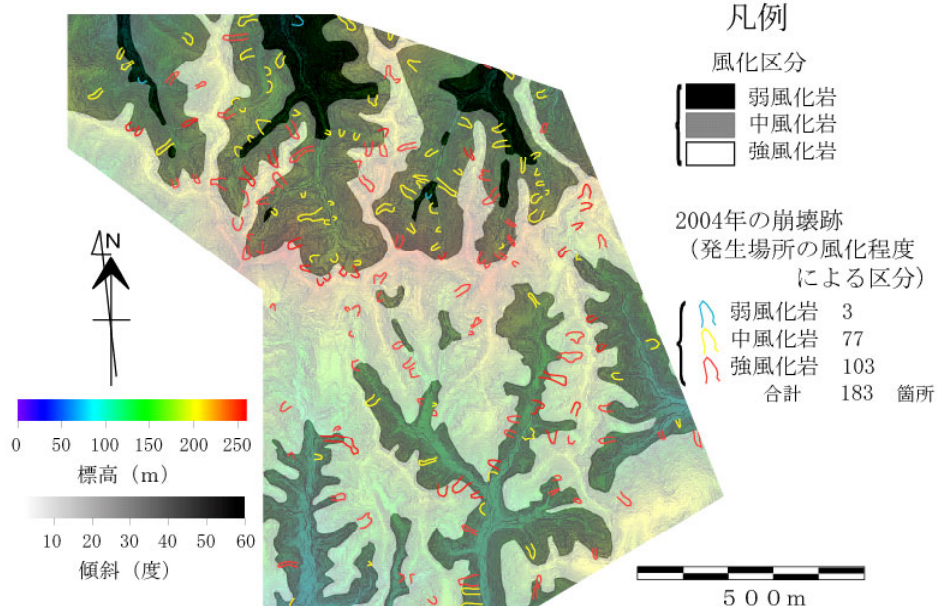 凡例
風化区分
弱風化岩
中風化岩
強風化岩
2004年の崩壊跡
(発生場所の風化程度
による区分)
弱風化岩 3
中風化岩 77
強風化岩 103
合計 183 箇所
N
0 50 100 150 200 250
標高 (m)
10 20 30 40 50 60
傾斜 (度)
500m